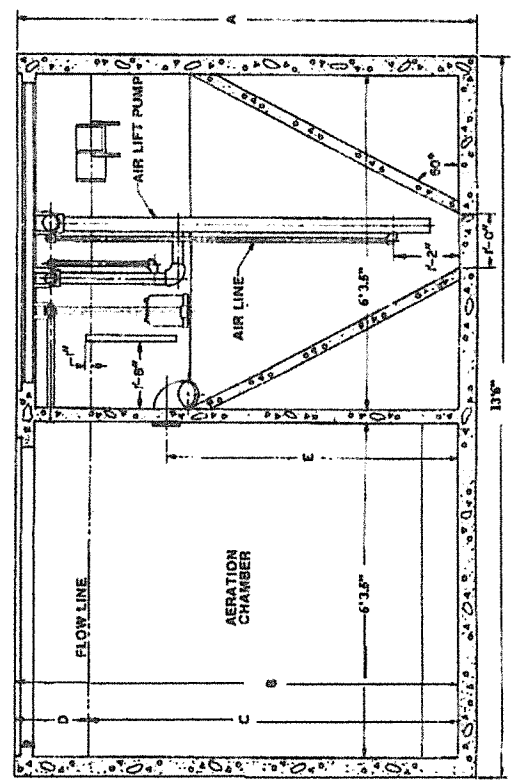 A
AIR LIFT PUMP
60°
1'-0"
1'-2"
AIR LINE
6'3.5"
1"
1'-8"
E
13'6"
FLOW LINE
AERATION
CHAMBER
6'3.5"
D
C
B